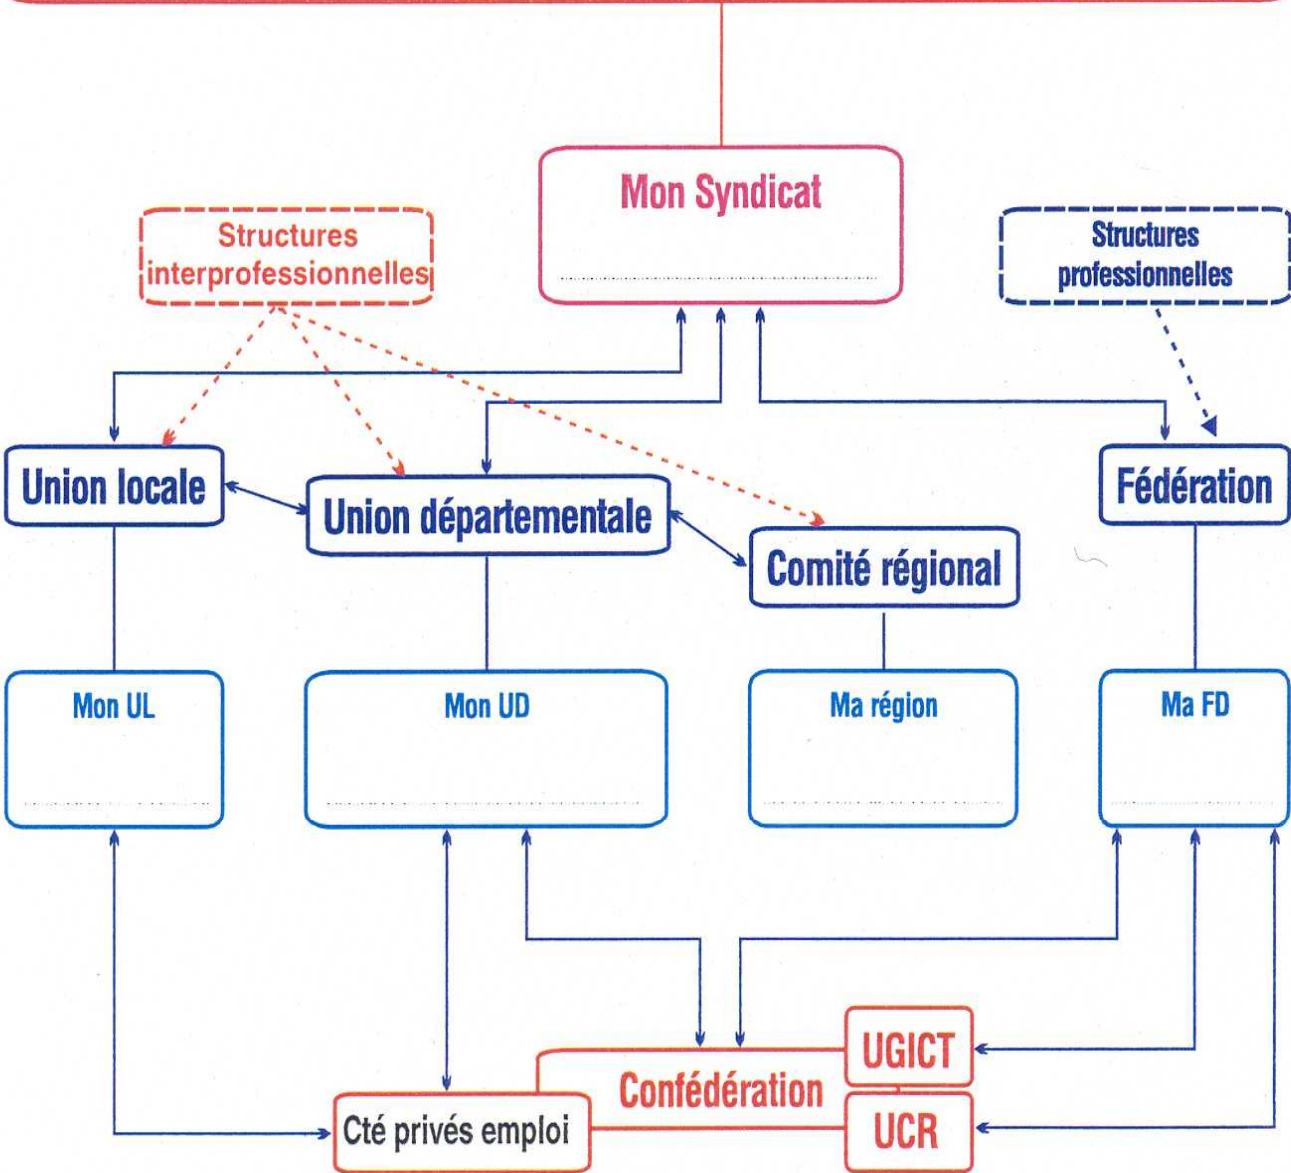 Mon Syndicat
Structures
interprofessionnelles
Structures
professionnelles
Union locale
Union départementale
Comité régional
Fédération
Mon UL
Mon UD
Ma région
Ma FD
UGICT
Confédération
Cté privés emploi
UCR